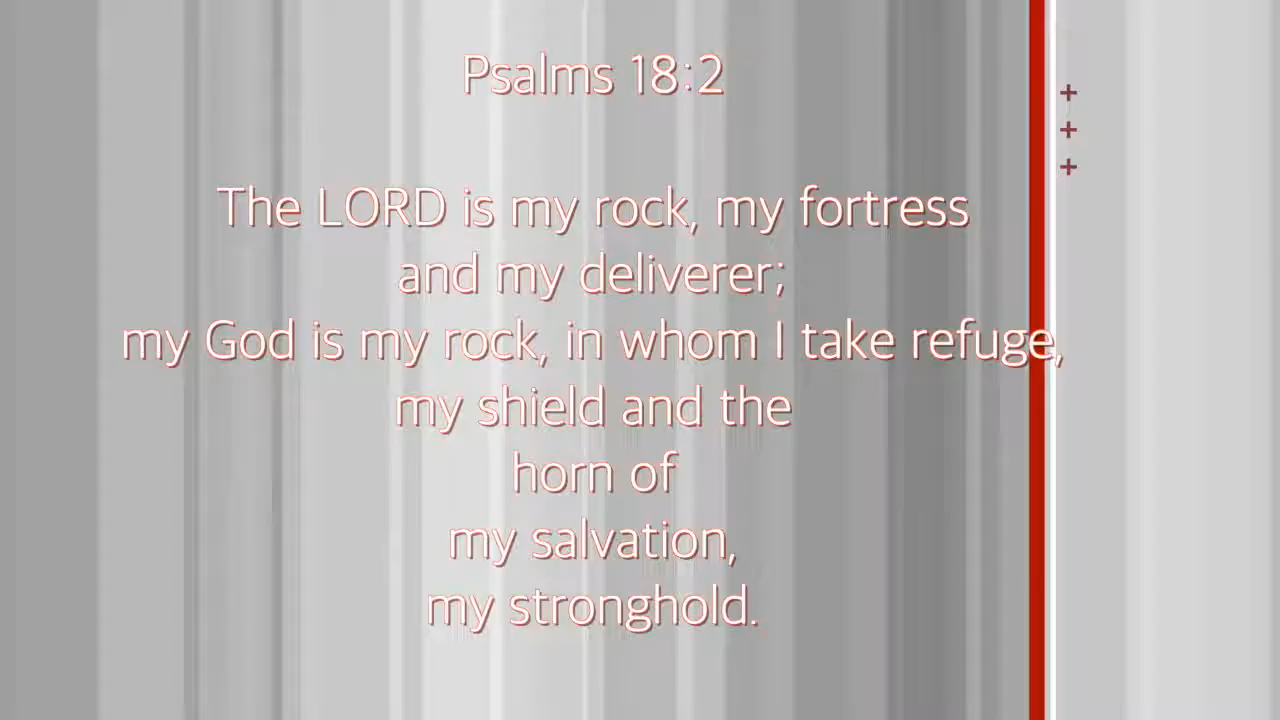 Psalms 18:2
The LORD is my rock, my fortress
and my deliverer;
my God is my rock, in whom I take refuge,
my shield and the
horn of
my salvation,
my stronghold.